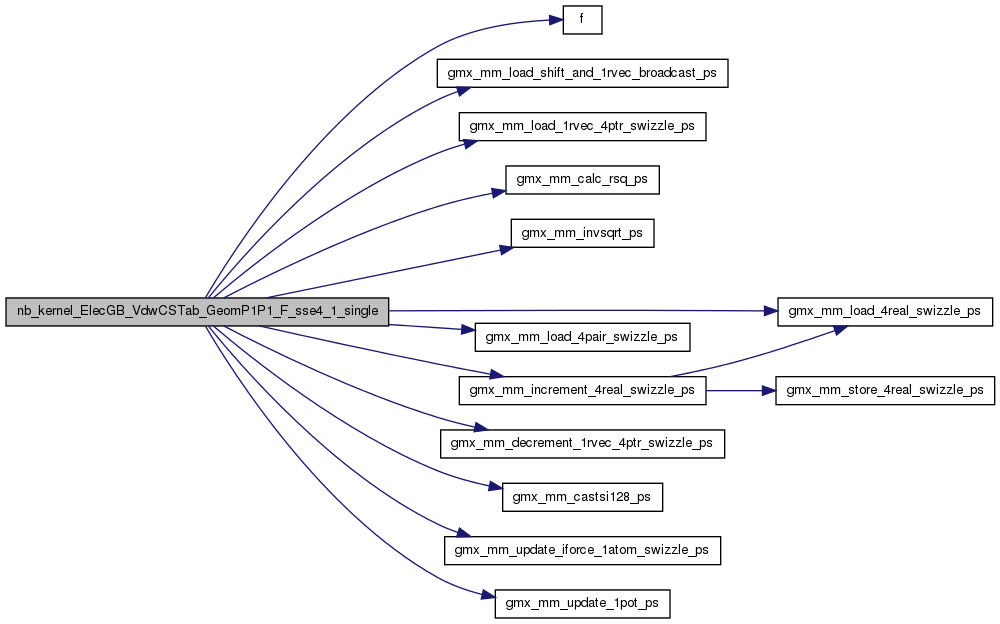 f
gmx_mm_load_shift_and_1rvec_broadcast_ps
gmx_mm_load_1rvec_4ptr_swizzle_ps
gmx_mm_calc_rsq_ps
gmx_mm_invsqrt_ps
nb_kernel_ElecGB_VdwCSTab_GeomP1P1_F_sse4_1_single
gmx_mm_load_4real_swizzle_ps
gmx_mm_load_4pair_swizzle_ps
gmx_mm_increment_4real_swizzle_ps
gmx_mm_store_4real_swizzle_ps
gmx_mm_decrement_1rvec_4ptr_swizzle_ps
gmx_mm_castsi128_ps
gmx_mm_update_iforce_1atom_swizzle_ps
gmx_mm_update_1pot_ps